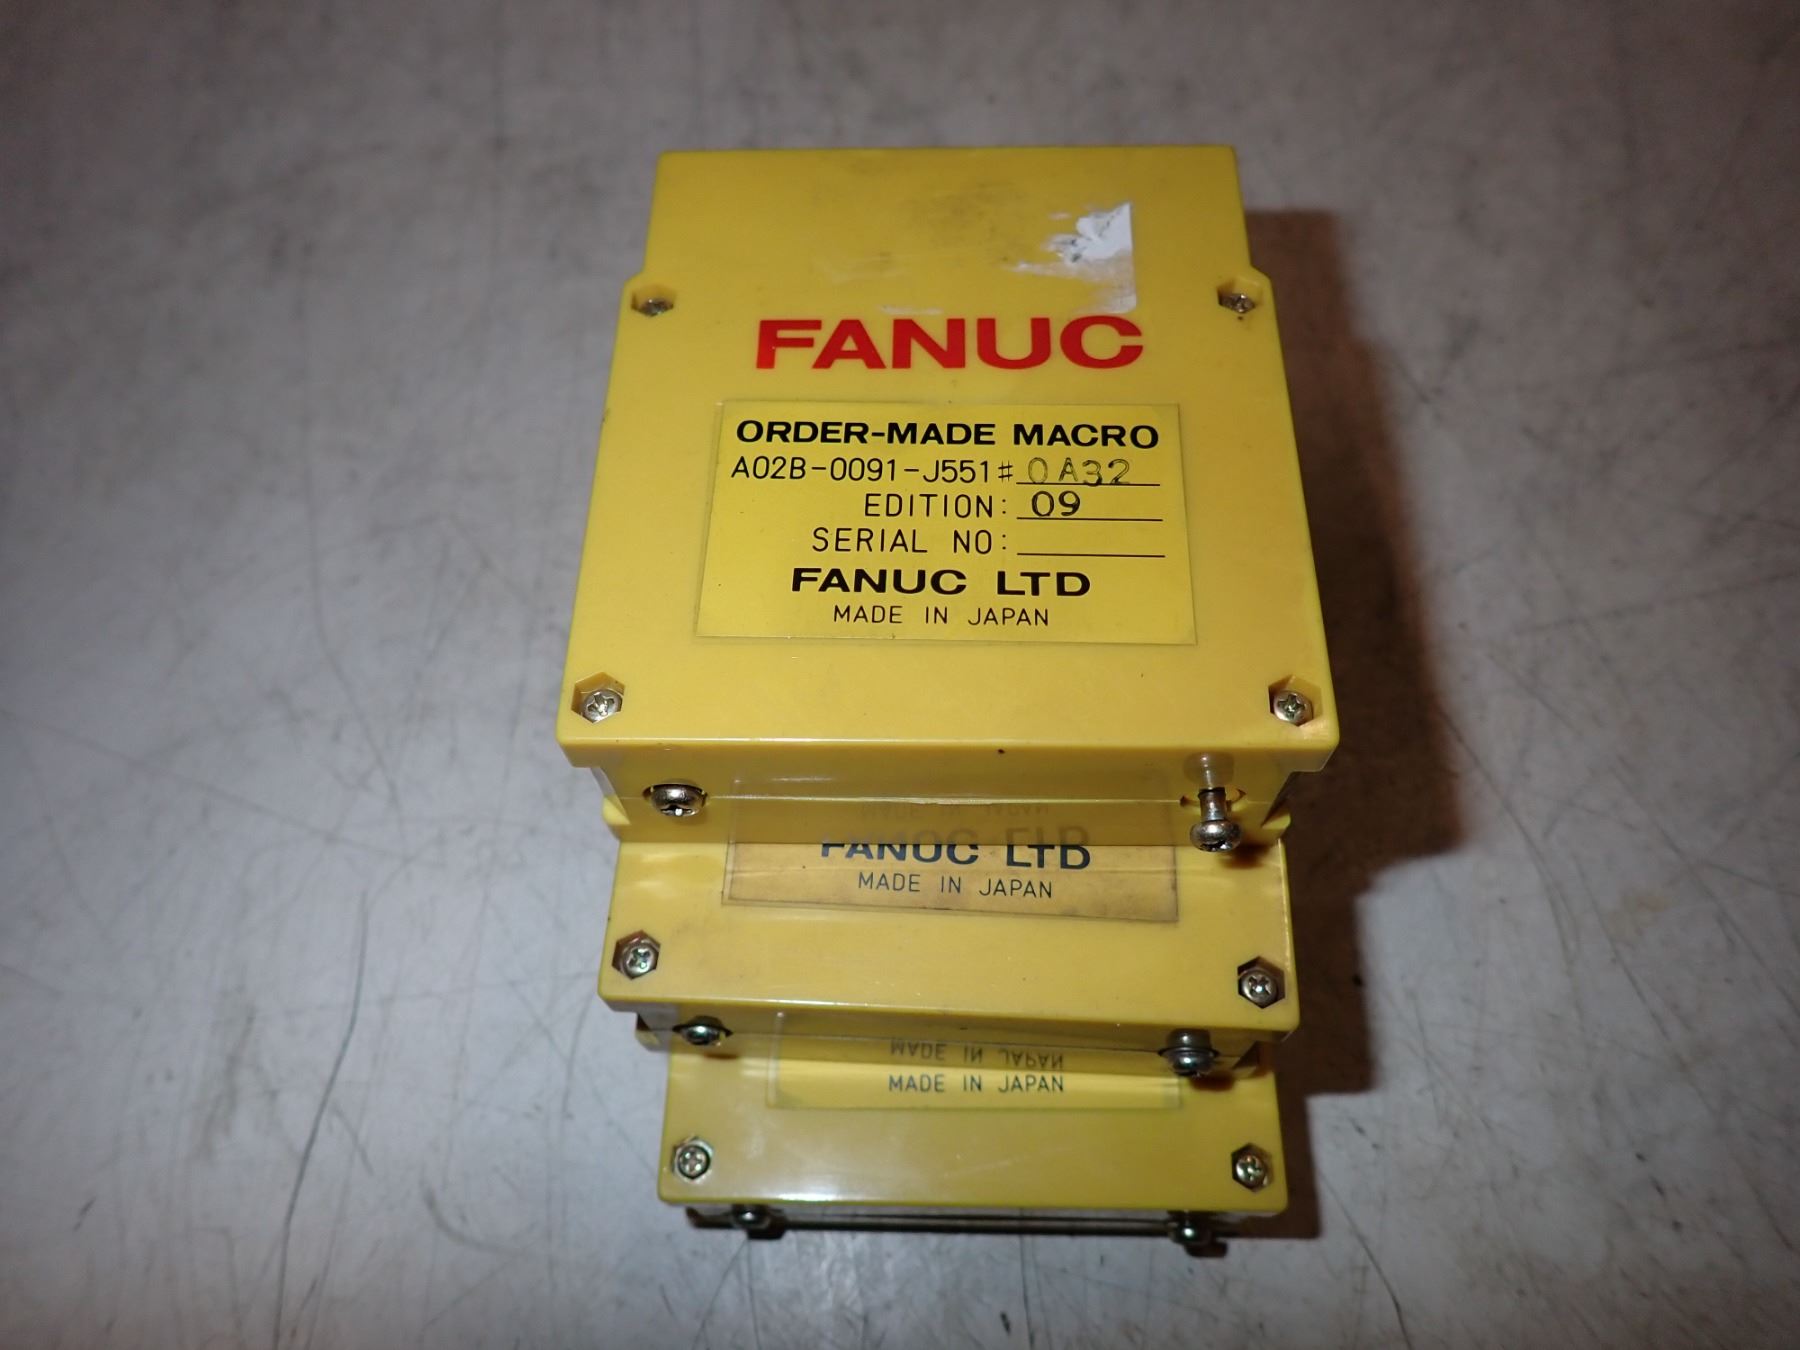 FANUC
ORDER-MADE MACRO
A02B-0091-J551# 0A32
EDITION: 09
SERIAL NO:
FANUC LTD
MADE IN JAPAN
FANUC LTD
MADE IN JAPAN
MADE IN JAPAN